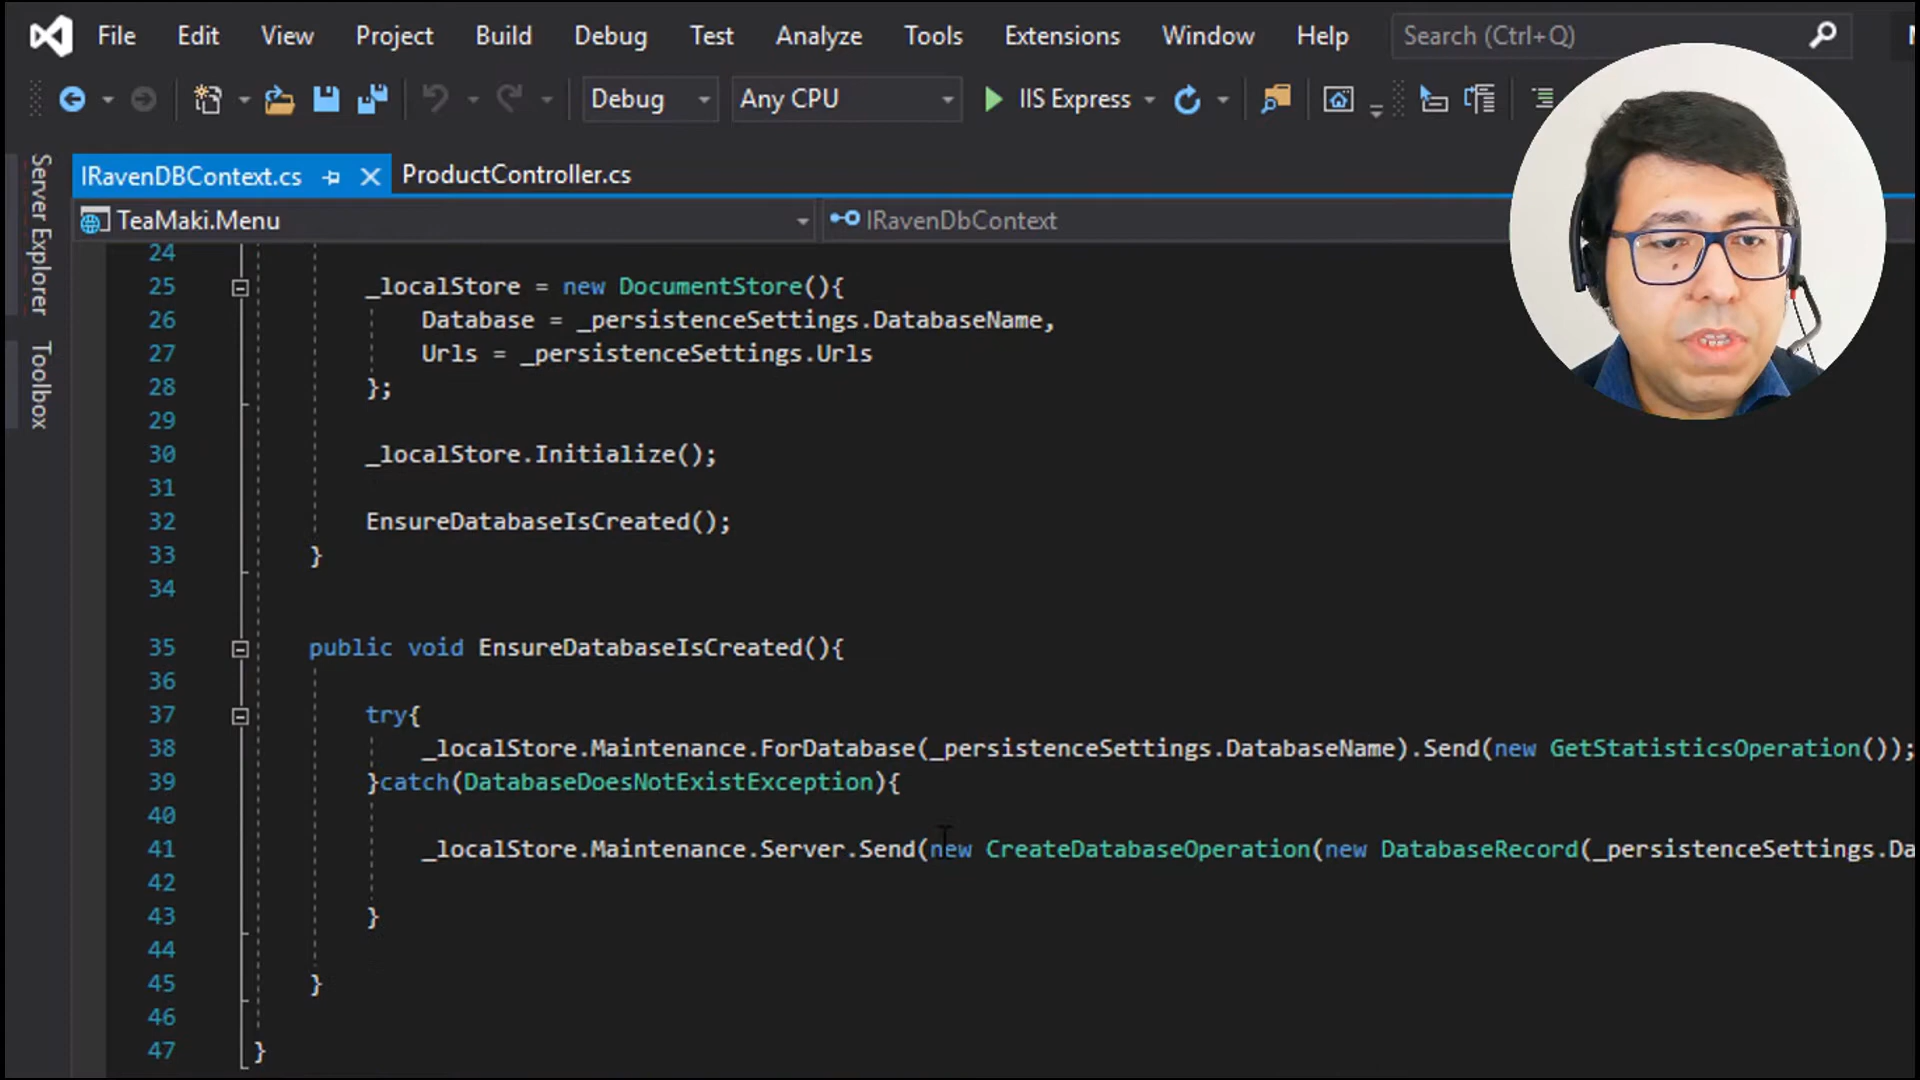 File Edit View Project Build Debug Test Analyze Tools Extensions Window Help Search (Ctrl+Q)
Debug Any CPU IIS Express
Server Explorer
Toolbox
IRavenDBContext.cs ProductController.cs
TeaMaki.Menu IRavenDbContext
24
25 _localStore = new DocumentStore(){
26 Database = _persistenceSettings.DatabaseName,
27 Urls = _persistenceSettings.Urls
28 };
29
30 _localStore.Initialize();
31
32 EnsureDatabaseIsCreated();
33 }
34
35 public void EnsureDatabaseIsCreated(){
36
37 try{
38 _localStore.Maintenance.ForDatabase(_persistenceSettings.DatabaseName).Send(new GetStatisticsOperation());
39 }catch(DatabaseDoesNotExistException){
40
41 _localStore.Maintenance.Server.Send(new CreateDatabaseOperation(new DatabaseRecord(_persistenceSettings.Da
42
43 }
44
45 }
46
47 }